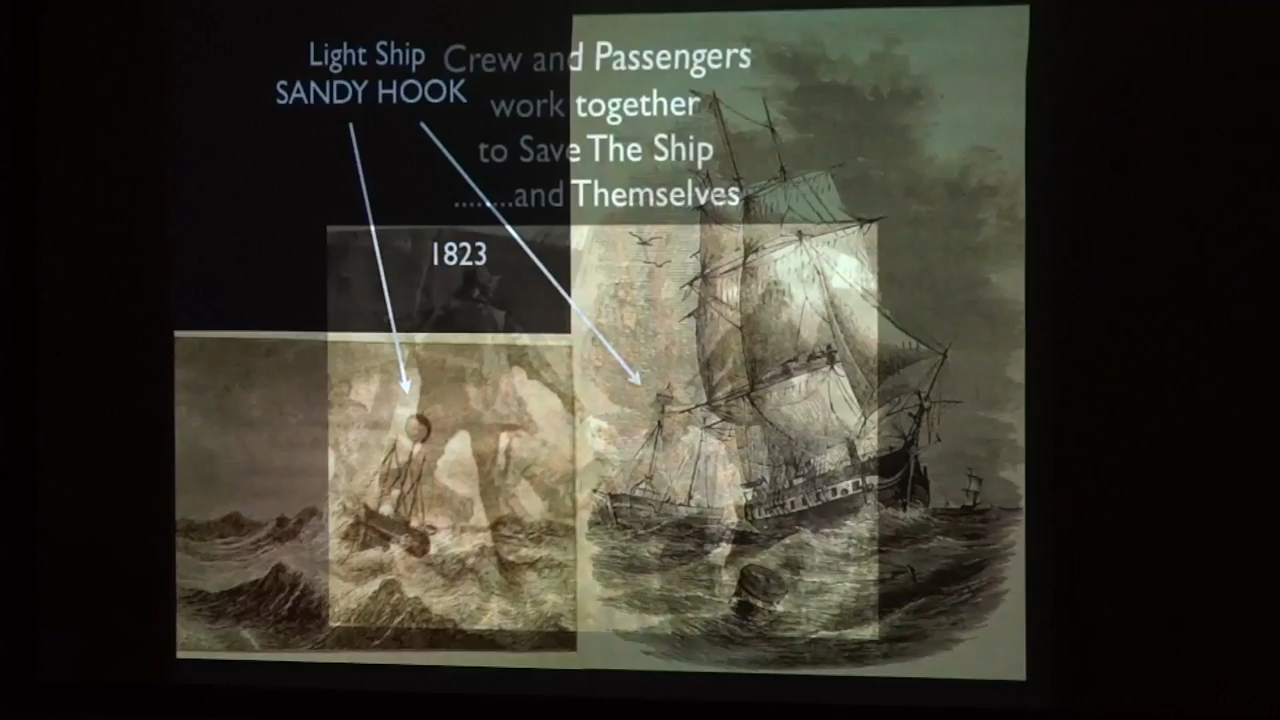 Light Ship
SANDY HOOK
Crew and Passengers
work together
to Save The Ship
........and Themselves
1823